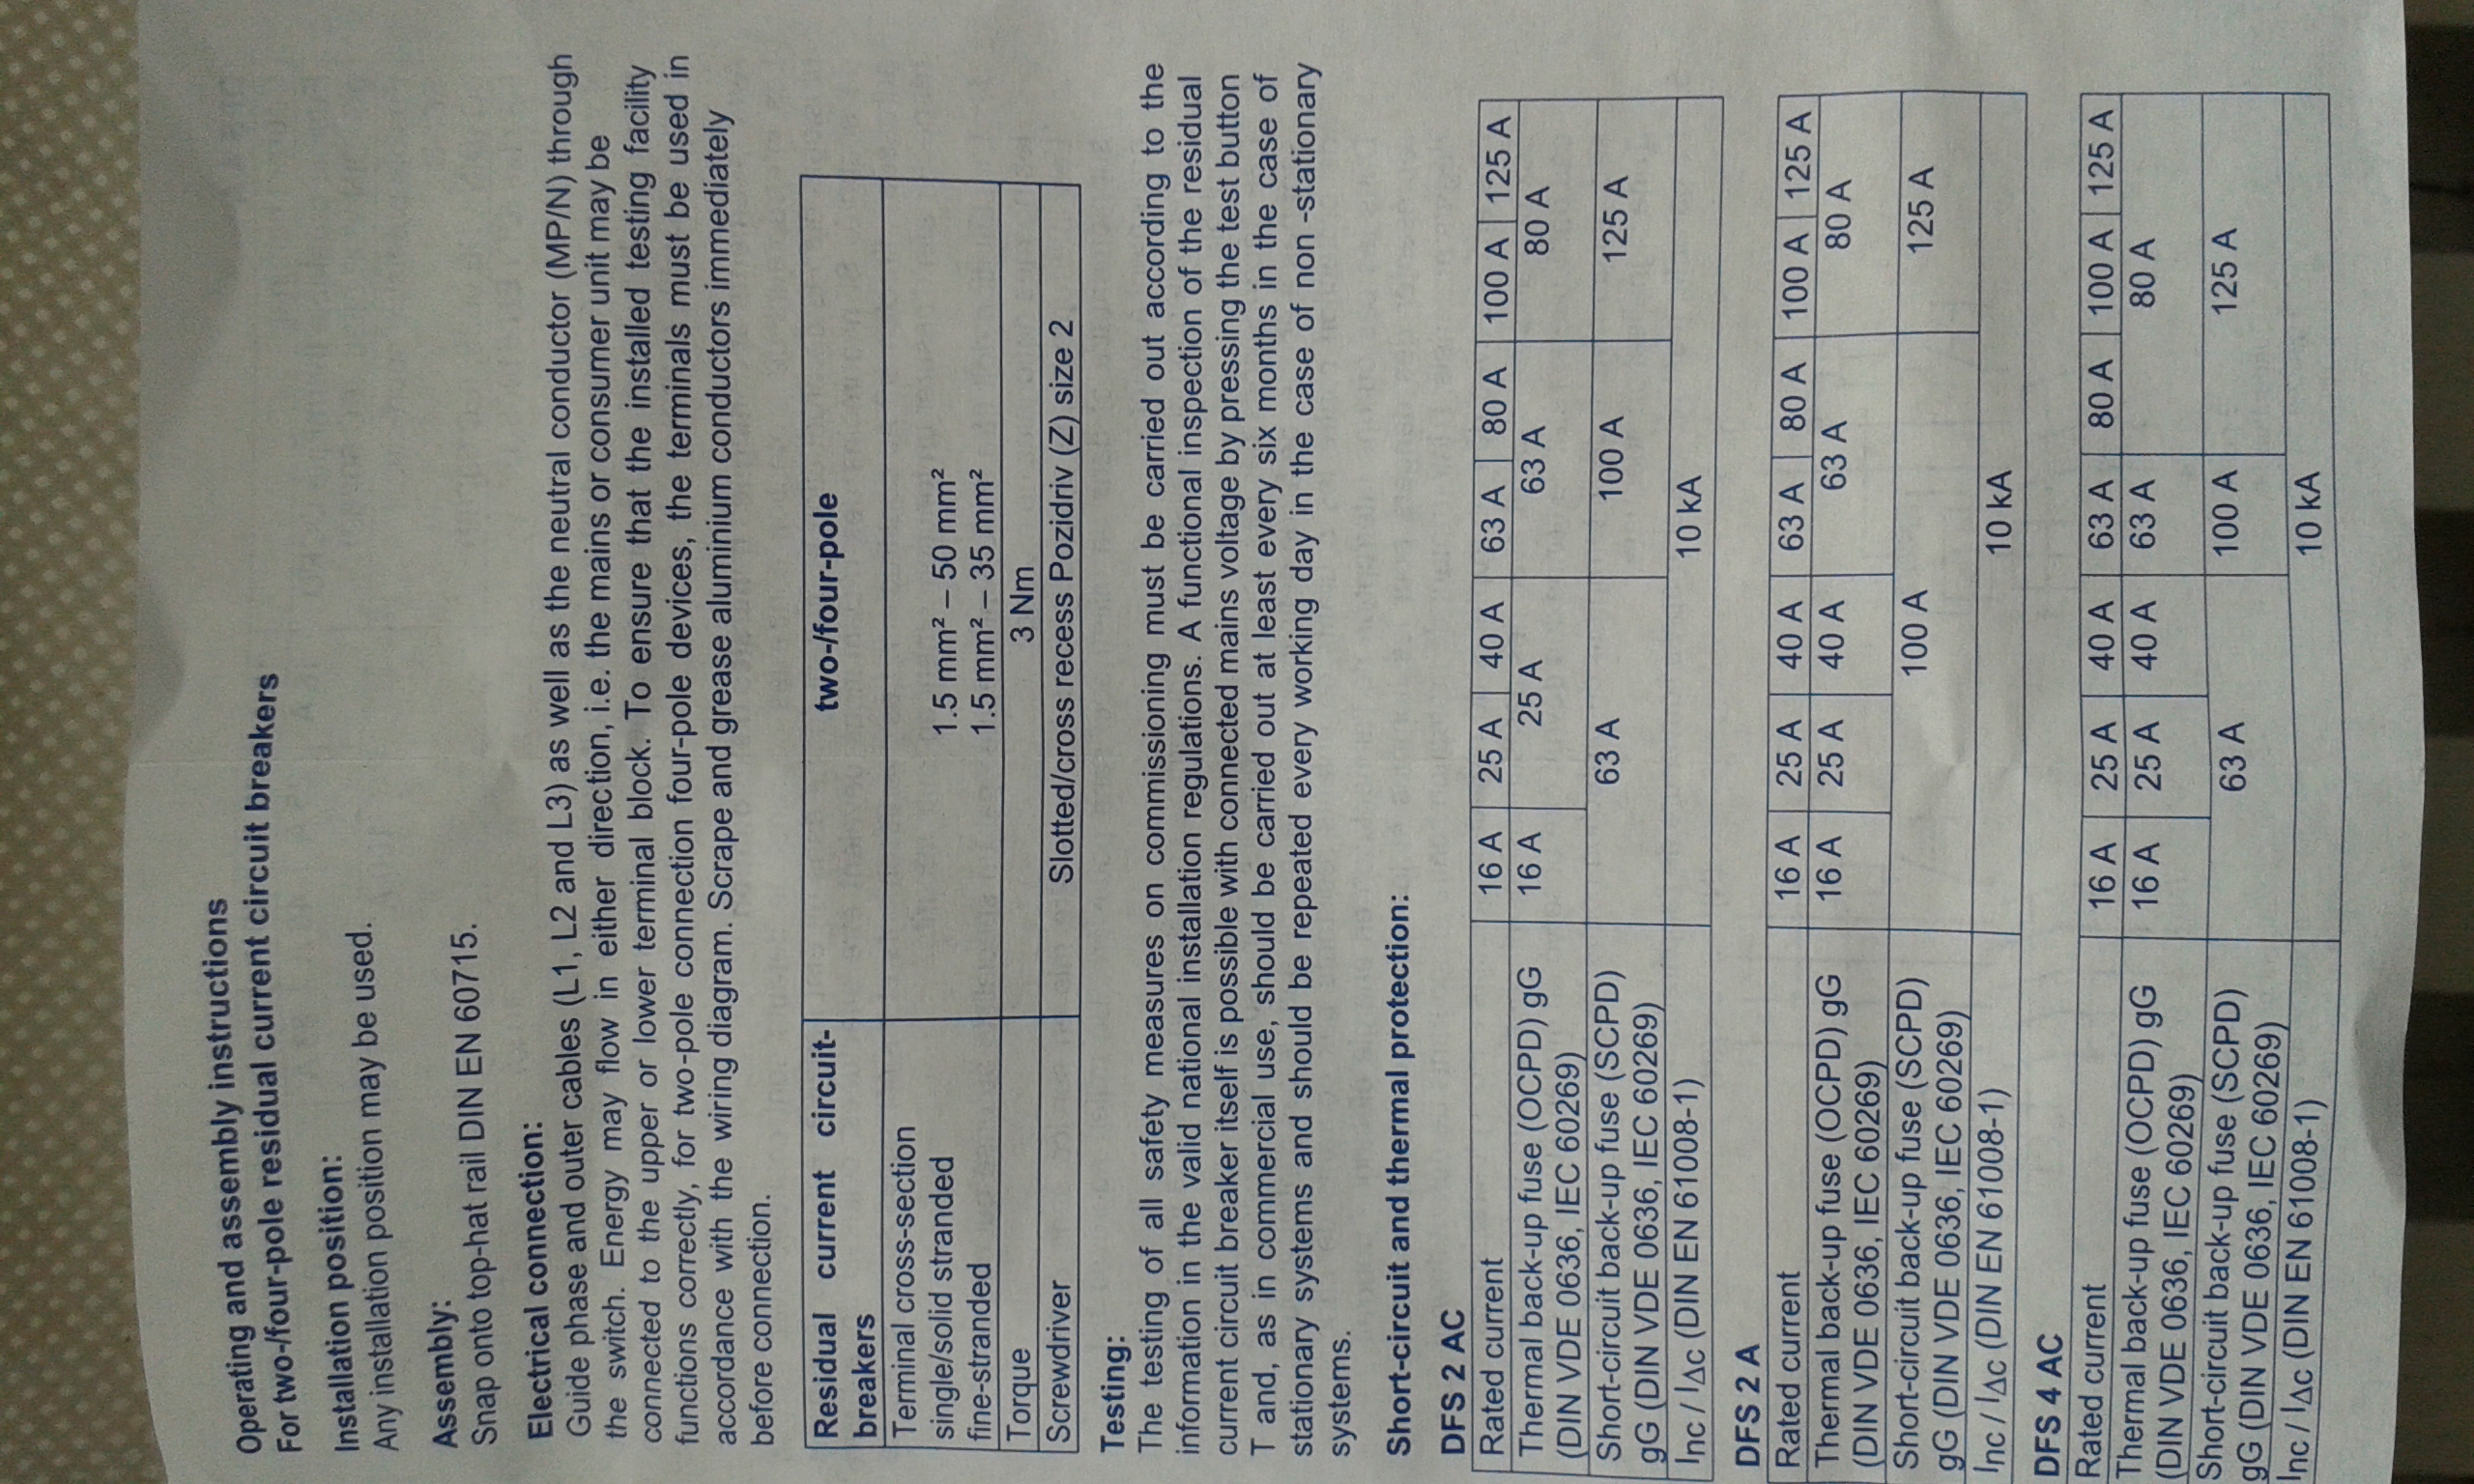 Operating and assembly instructions
For two-/four-pole residual current circuit breakers
Installation position:
Any installation position may be used.
Assembly:
Snap onto top-hat rail DIN EN 60715.
Electrical connection:
Guide phase and outer cables (L1, L2 and L3) as well as the neutral conductor (MP/N) through
the switch. Energy may flow in either direction, i.e. the mains or consumer unit may be
connected to the upper or lower terminal block. To ensure that the installed testing facility
functions correctly, for two-pole connection four-pole devices, the terminals must be used in
accordance with the wiring diagram. Scrape and grease aluminium conductors immediately
before connection.
Residual current circuit- two-/four-pole
breakers
Terminal cross-section
single/solid stranded 1.5 mm² – 50 mm²
fine-stranded 1.5 mm² – 35 mm²
Torque 3 Nm
Screwdriver Slotted/cross recess Pozidriv (Z) size 2
Testing:
The testing of all safety measures on commissioning must be carried out according to the
information in the valid national installation regulations. A functional inspection of the residual
current circuit breaker itself is possible with connected mains voltage by pressing the test button
T and, as in commercial use, should be carried out at least every six months in the case of
stationary systems and should be repeated every working day in the case of non -stationary
systems.
Short-circuit and thermal protection:
DFS 2 AC
Rated current 16 A 25 A 40 A 63 A 80 A 100 A 125 A
Thermal back-up fuse (OCPD) gG 16 A 25 A 63 A 80 A
(DIN VDE 0636, IEC 60269)
Short-circuit back-up fuse (SCPD) 63 A 100 A 125 A
gG (DIN VDE 0636, IEC 60269)
Inc / IΔc (DIN EN 61008-1) 10 kA
DFS 2 A
Rated current 16 A 25 A 40 A 63 A 80 A 100 A 125 A
Thermal back-up fuse (OCPD) gG 16 A 25 A 40 A 63 A 80 A
(DIN VDE 0636, IEC 60269)
Short-circuit back-up fuse (SCPD) 100 A 125 A
gG (DIN VDE 0636, IEC 60269)
Inc / IΔc (DIN EN 61008-1) 10 kA
DFS 4 AC
Rated current 16 A 25 A 40 A 63 A 80 A 100 A 125 A
Thermal back-up fuse (OCPD) gG 16 A 25 A 40 A 63 A 80 A
(DIN VDE 0636, IEC 60269)
Short-circuit back-up fuse (SCPD) 63 A 100 A 125 A
gG (DIN VDE 0636, IEC 60269)
Inc / IΔc (DIN EN 61008-1) 10 kA